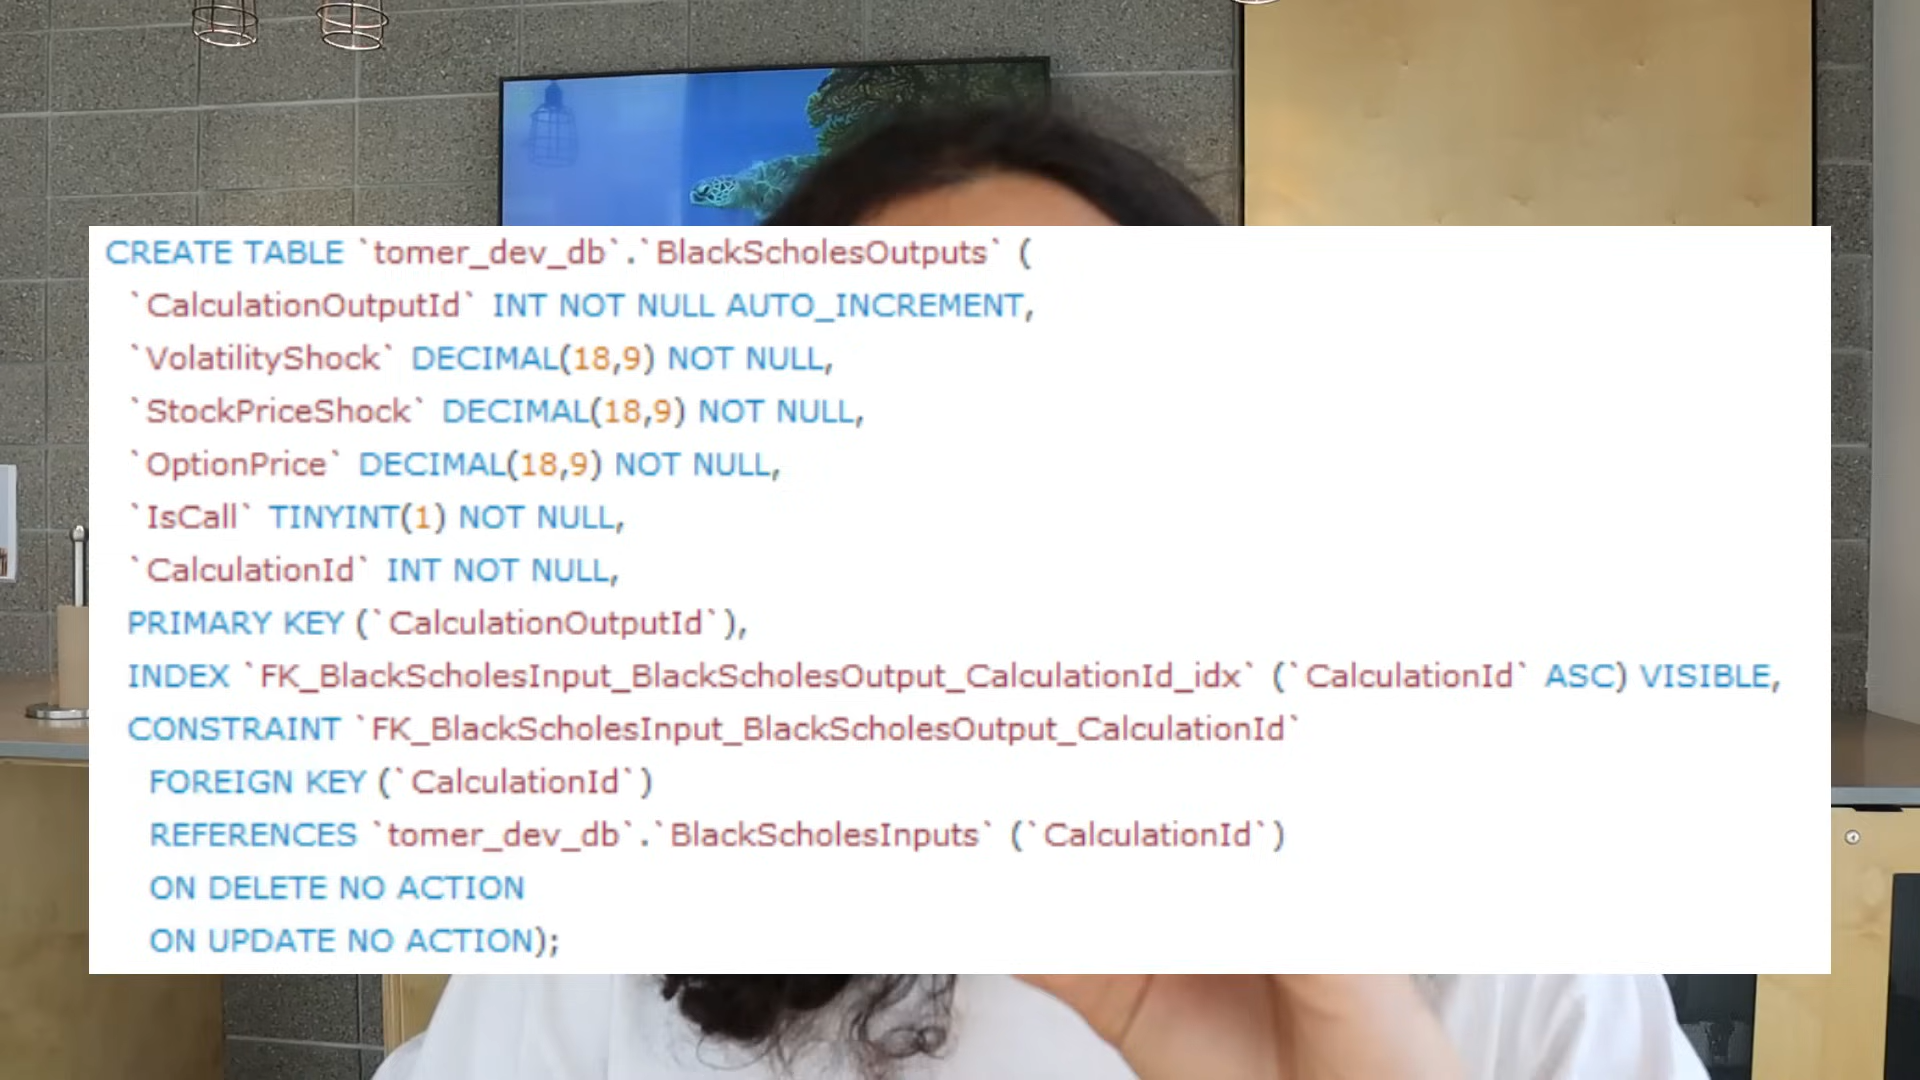 CREATE TABLE `tomer_dev_db`.`BlackScholesOutputs` (
`CalculationOutputId` INT NOT NULL AUTO_INCREMENT,
`VolatilityShock` DECIMAL(18,9) NOT NULL,
`StockPriceShock` DECIMAL(18,9) NOT NULL,
`OptionPrice` DECIMAL(18,9) NOT NULL,
`IsCall` TINYINT(1) NOT NULL,
`CalculationId` INT NOT NULL,
PRIMARY KEY (`CalculationOutputId`),
INDEX `FK_BlackScholesInput_BlackScholesOutput_CalculationId_idx` (`CalculationId` ASC) VISIBLE,
CONSTRAINT `FK_BlackScholesInput_BlackScholesOutput_CalculationId`
FOREIGN KEY (`CalculationId`)
REFERENCES `tomer_dev_db`.`BlackScholesInputs` (`CalculationId`)
ON DELETE NO ACTION
ON UPDATE NO ACTION);